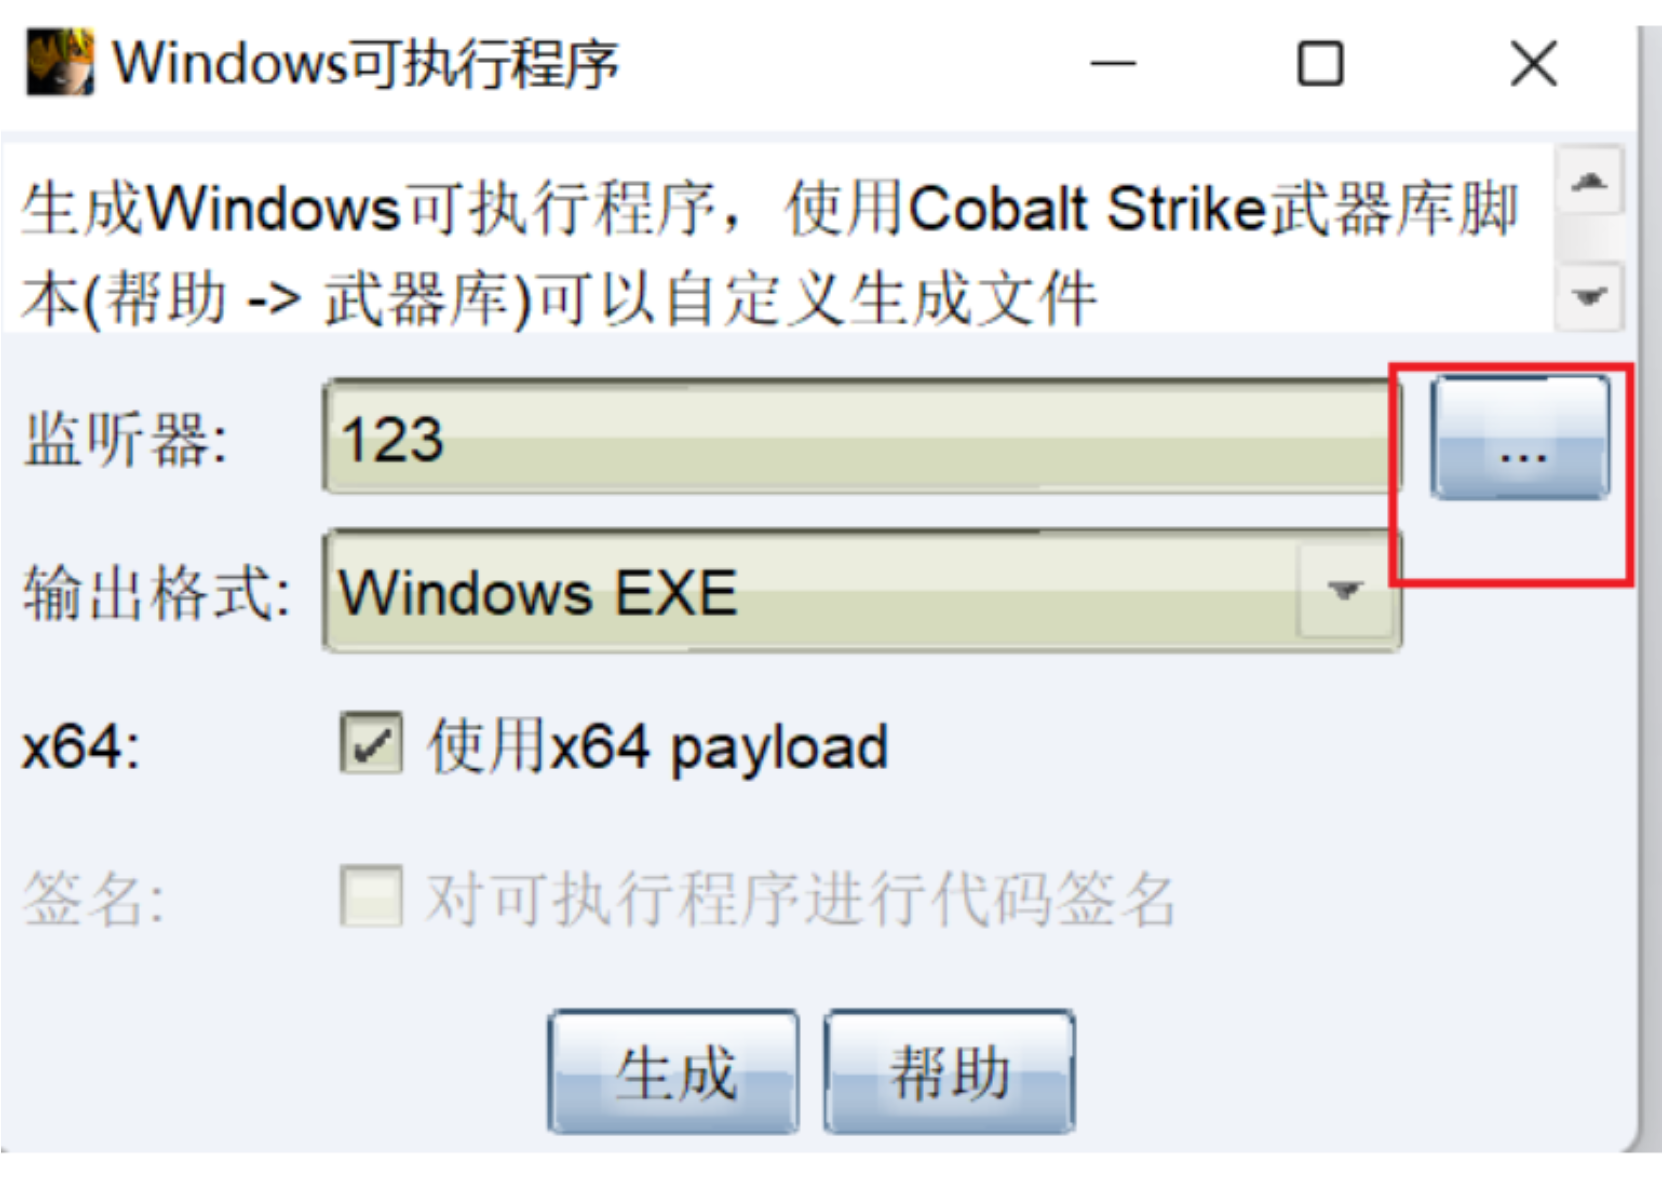 Windows可执行程序
生成Windows可执行程序，使用Cobalt Strike武器库脚
本(帮助 -> 武器库)可以自定义生成文件
监听器: 123 ...
输出格式: Windows EXE
x64: 使用x64 payload
签名: 对可执行程序进行代码签名
生成 帮助